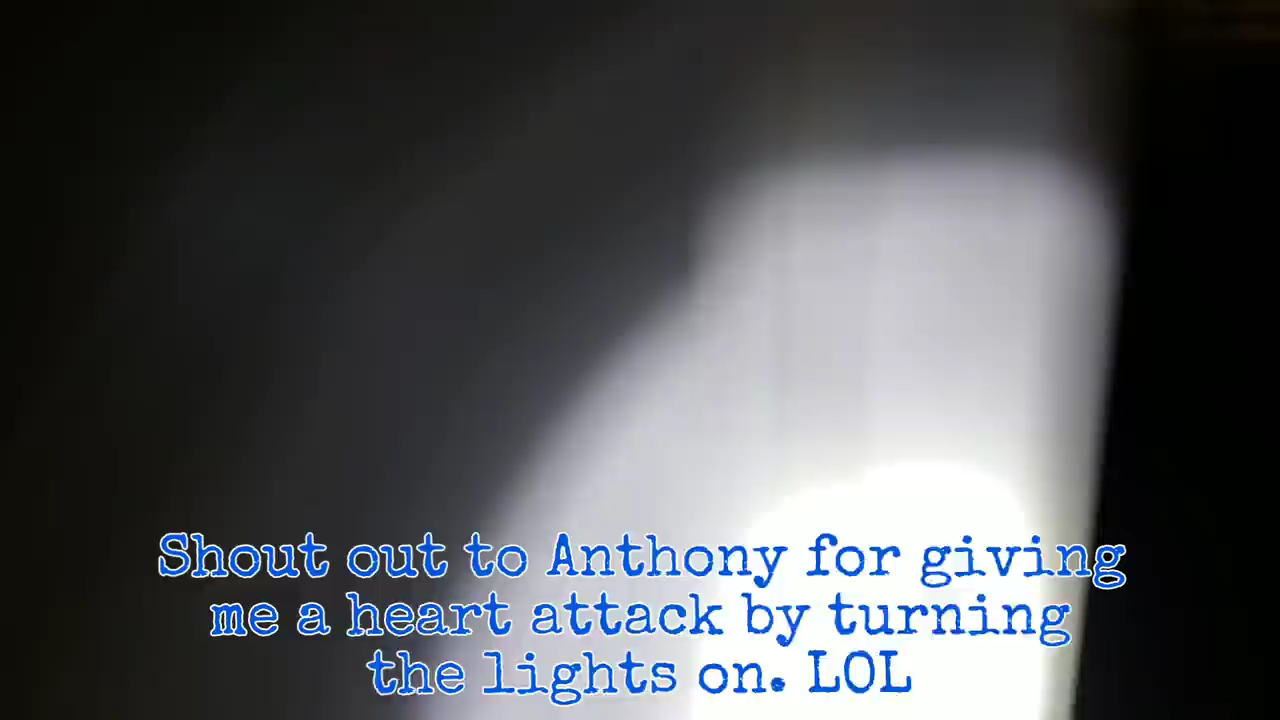 Shout out to Anthony for giving
me a heart attack by turning
the lights on. LOL